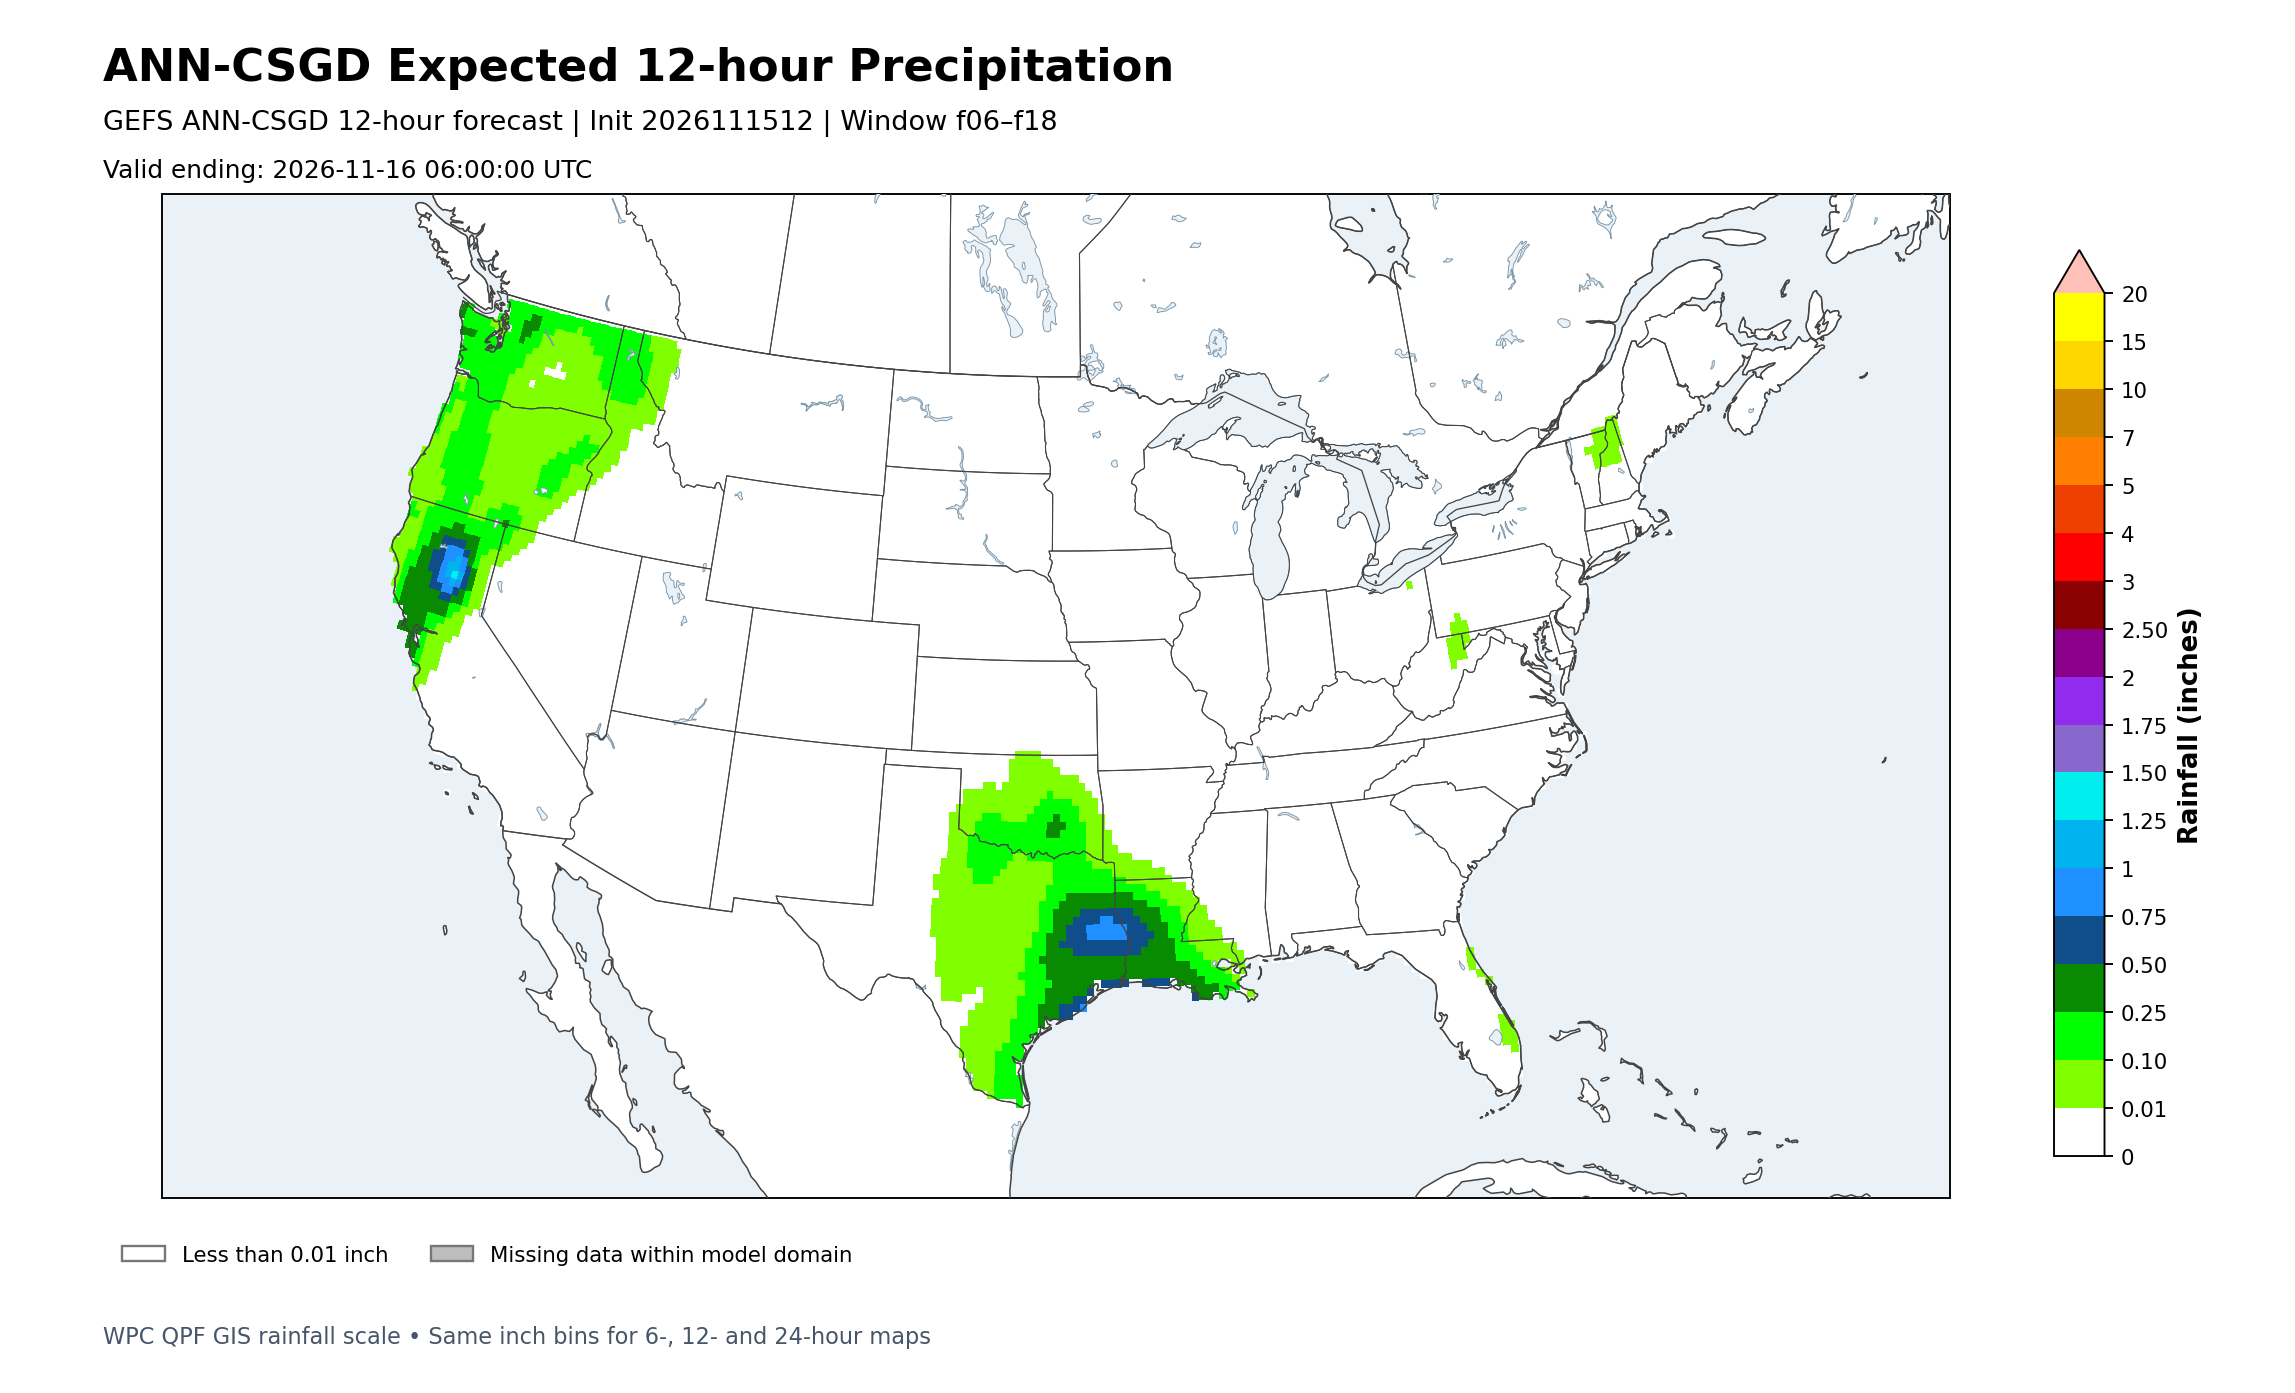 ANN-CSGD Expected 12-hour Precipitation
GEFS ANN-CSGD 12-hour forecast | Init 2026111512 | Window f06–f18
Valid ending: 2026-11-16 06:00:00 UTC
20
15
10
7
5
4
3
2.50
2
1.75
1.50
1.25
1
0.75
0.50
0.25
0.10
0.01
0
Rainfall (inches)
Less than 0.01 inch
Missing data within model domain
WPC QPF GIS rainfall scale • Same inch bins for 6-, 12- and 24-hour maps